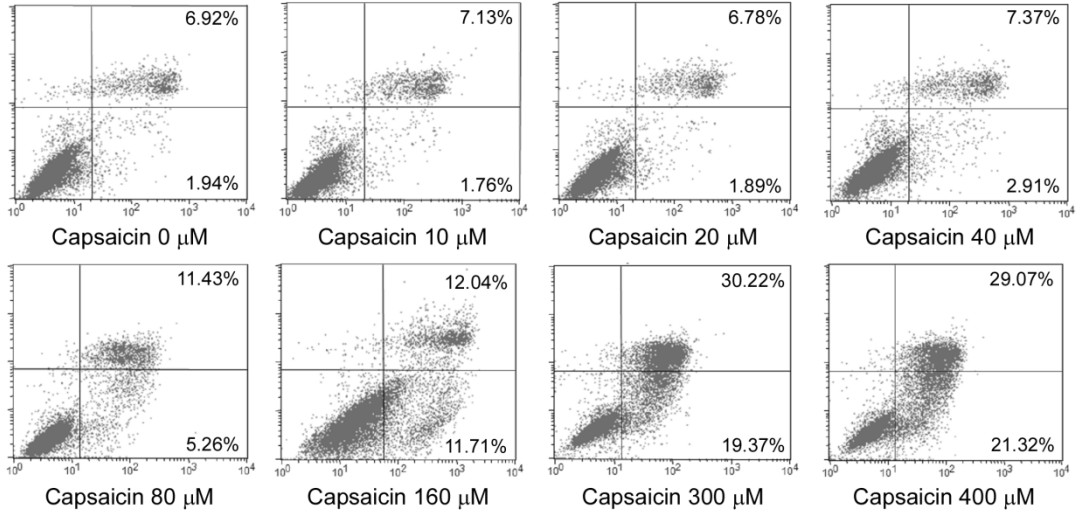 6.92%
7.13%
6.78%
7.37%
1.94%
1.76%
1.89%
2.91%
10⁰ 10¹ 10² 10³ 10⁴
10⁰ 10¹ 10² 10³ 10⁴
10⁰ 10¹ 10² 10³ 10⁴
10⁰ 10¹ 10² 10³ 10⁴
Capsaicin 0 μM
Capsaicin 10 μM
Capsaicin 20 μM
Capsaicin 40 μM
11.43%
12.04%
30.22%
29.07%
5.26%
11.71%
19.37%
21.32%
10⁰ 10¹ 10² 10³ 10⁴
10⁰ 10¹ 10² 10³ 10⁴
10⁰ 10¹ 10² 10³ 10⁴
10⁰ 10¹ 10² 10³ 10⁴
Capsaicin 80 μM
Capsaicin 160 μM
Capsaicin 300 μM
Capsaicin 400 μM